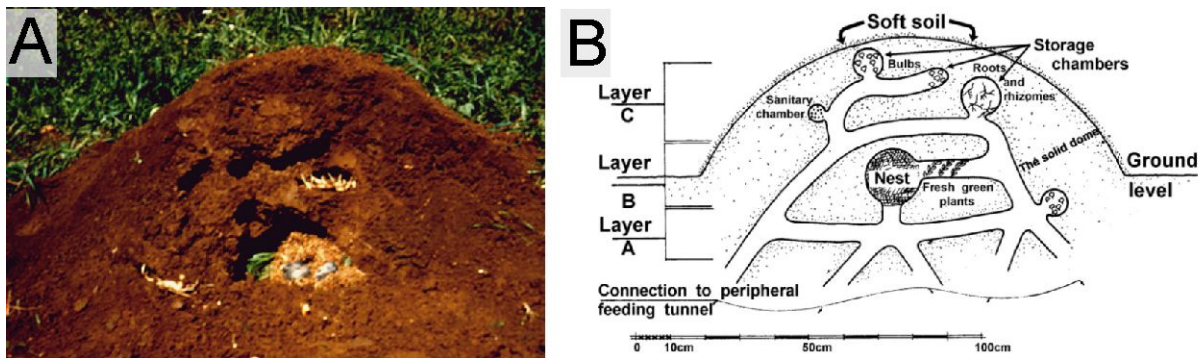 A
B
Soft soil
Storage
chambers
Bulbs
Roots
and
rhizomes
Layer
C
Sanitary
chamber
The solid dome
Layer
B
Ground
level
Nest
Fresh green
plants
Layer
A
Connection to peripheral
feeding tunnel
0 10cm 50cm 100cm